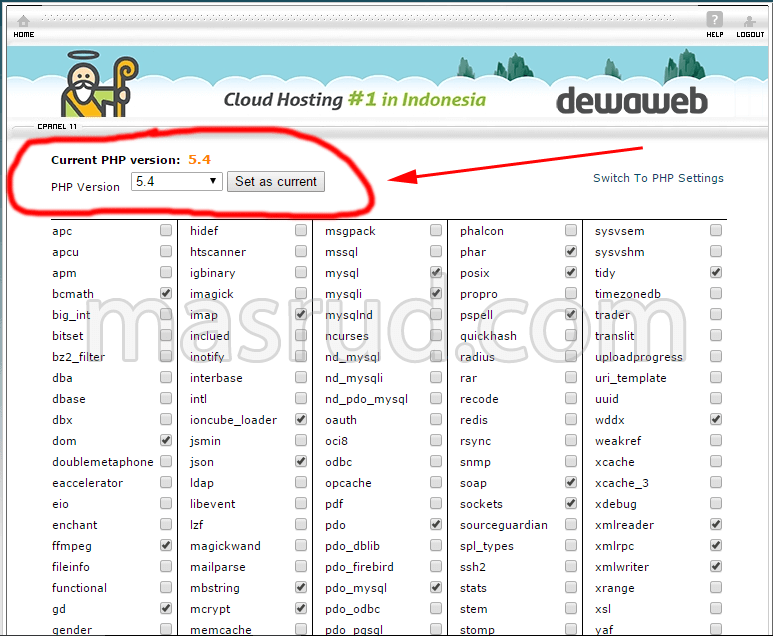 HOME
HELP
LOGOUT
Cloud Hosting #1 in Indonesia
dewaweb
CPANEL 11
Current PHP version: 5.4
PHP Version
5.4
Set as current
Switch To PHP Settings
apc hidef msgpack phalcon sysvsem
apcu htscanner mssql phar sysvshm
apm igbinary mysql posix tidy
bcmath imagick mysqli propro timezonedb
big_int imap mysqlnd pspell trader
bitset inclued ncurses quickhash translit
bz2_filter inotify nd_mysql radius uploadprogress
dba interbase nd_mysqli rar uri_template
dbase intl nd_pdo_mysql recode uuid
dbx ioncube_loader oauth redis wddx
dom jsmin oci8 rsync weakref
doublemetaphone json odbc snmp xcache
eaccelerator ldap opcache soap xcache_3
eio libevent pdf sockets xdebug
enchant lzf pdo sourceguardian xmlreader
ffmpeg magickwand pdo_dblib spl_types xmlrpc
fileinfo mailparse pdo_firebird ssh2 xmlwriter
functional mbstring pdo_mysql stats xrange
gd mcrypt pdo_odbc stem xsl
gender memcache pdo_pgsql stomp yaf
masrud.com